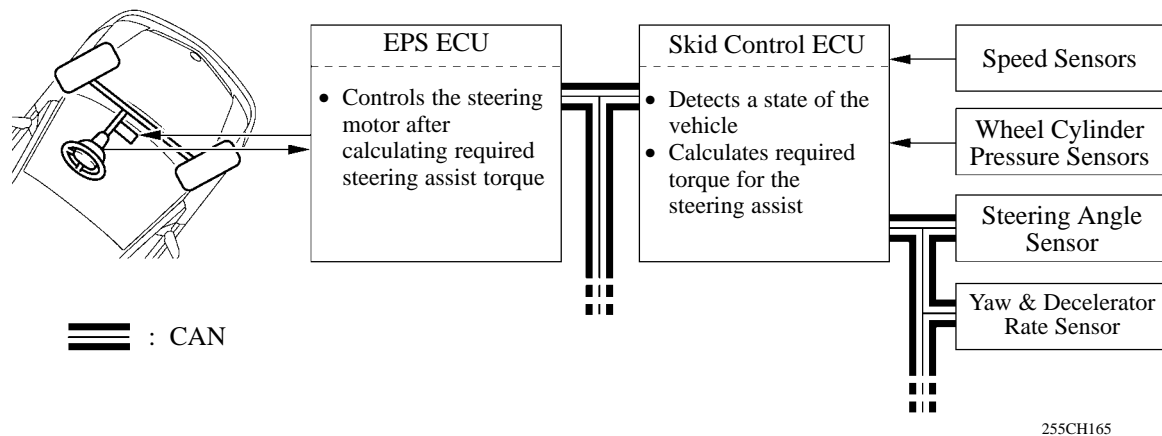 EPS ECU
• Controls the steering
motor after
calculating required
steering assist torque
Skid Control ECU
• Detects a state of the
vehicle
• Calculates required
torque for the
steering assist
Speed Sensors
Wheel Cylinder
Pressure Sensors
Steering Angle
Sensor
Yaw & Decelerator
Rate Sensor
: CAN
255CH165